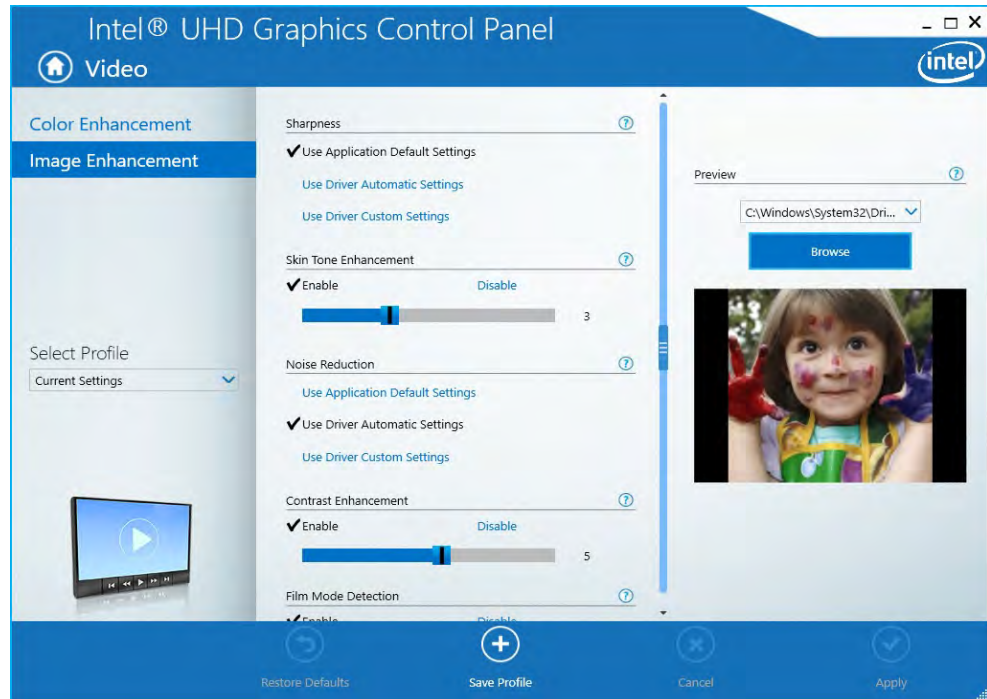 Intel® UHD Graphics Control Panel
Video
intel
Color Enhancement
Image Enhancement
Select Profile
Current Settings
Sharpness
Use Application Default Settings
Use Driver Automatic Settings
Use Driver Custom Settings
Skin Tone Enhancement
Enable Disable
3
Noise Reduction
Use Application Default Settings
Use Driver Automatic Settings
Use Driver Custom Settings
Contrast Enhancement
Enable Disable
5
Film Mode Detection
Enable Disable
Preview
C:\Windows\System32\Dri...
Browse
Restore Defaults
Save Profile
Cancel
Apply